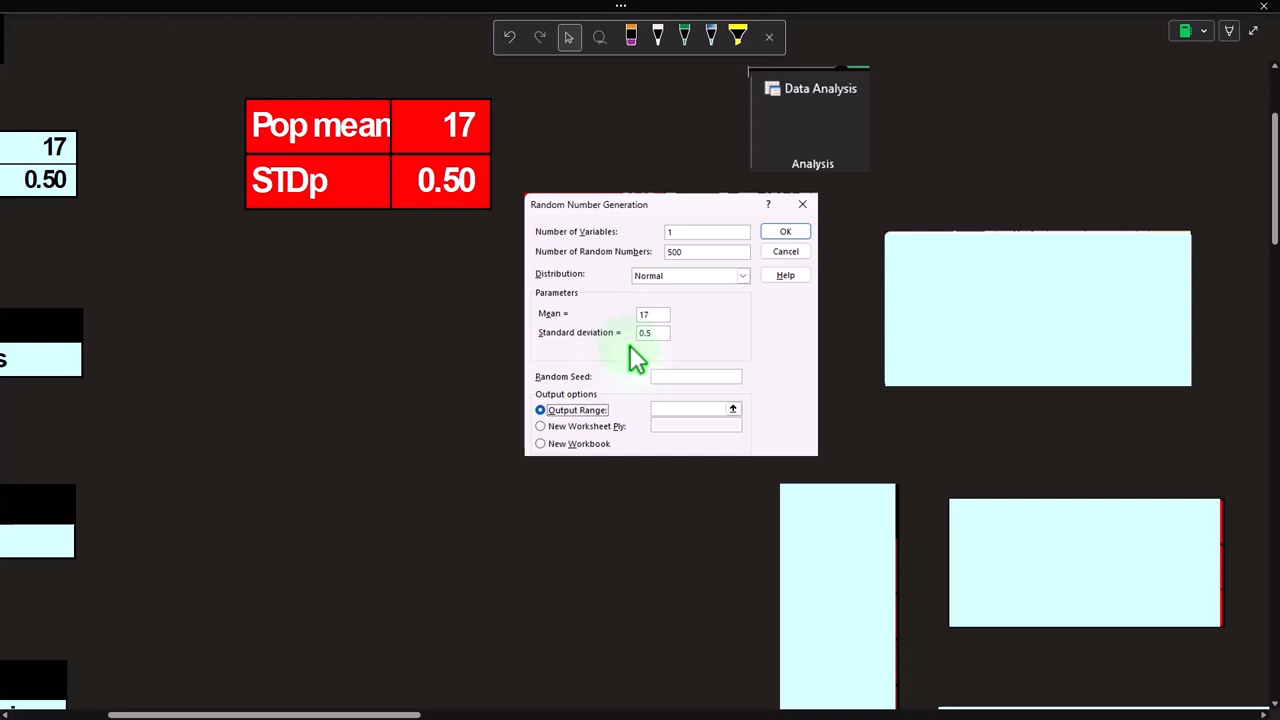 Data Analysis
Analysis
17
0.50
Pop mean 17
STDp 0.50
Random Number Generation ?
Number of Variables: 1 OK
Number of Random Numbers: 500 Cancel
Distribution: Normal Help
Parameters
Mean = 17
Standard deviation = 0.5
Random Seed:
Output options
Output Range:
New Worksheet Ply:
New Workbook
s